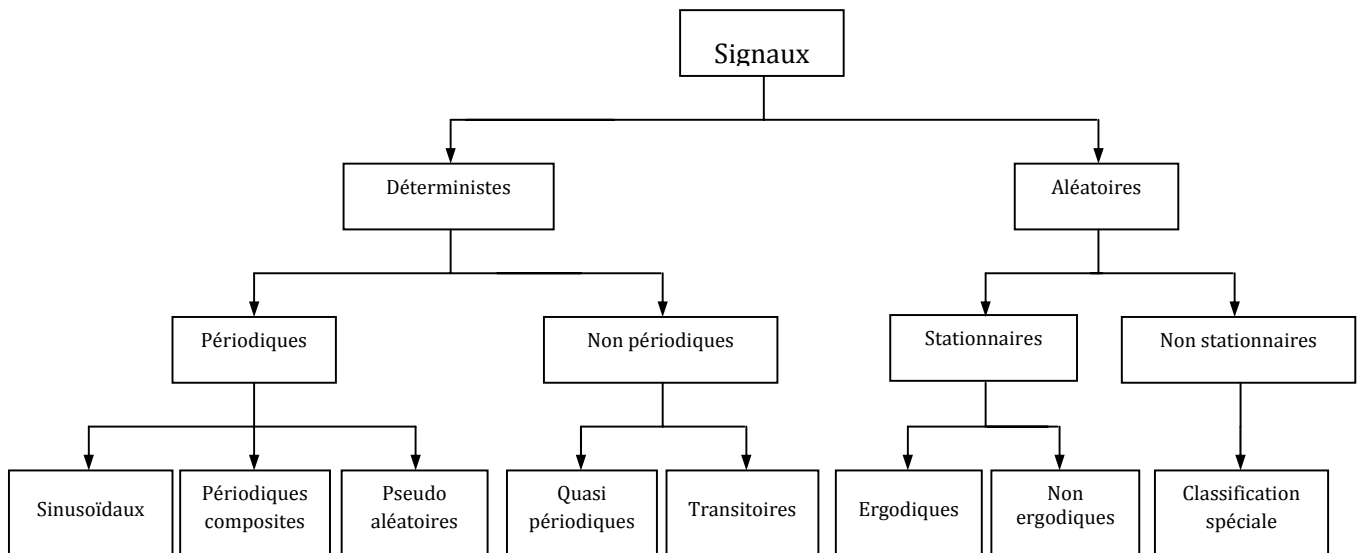 Signaux
Déterministes
Aléatoires
Périodiques
Non périodiques
Stationnaires
Non stationnaires
Sinusoïdaux
Périodiques
composites
Pseudo
aléatoires
Quasi
périodiques
Transitoires
Ergodiques
Non
ergodiques
Classification
spéciale